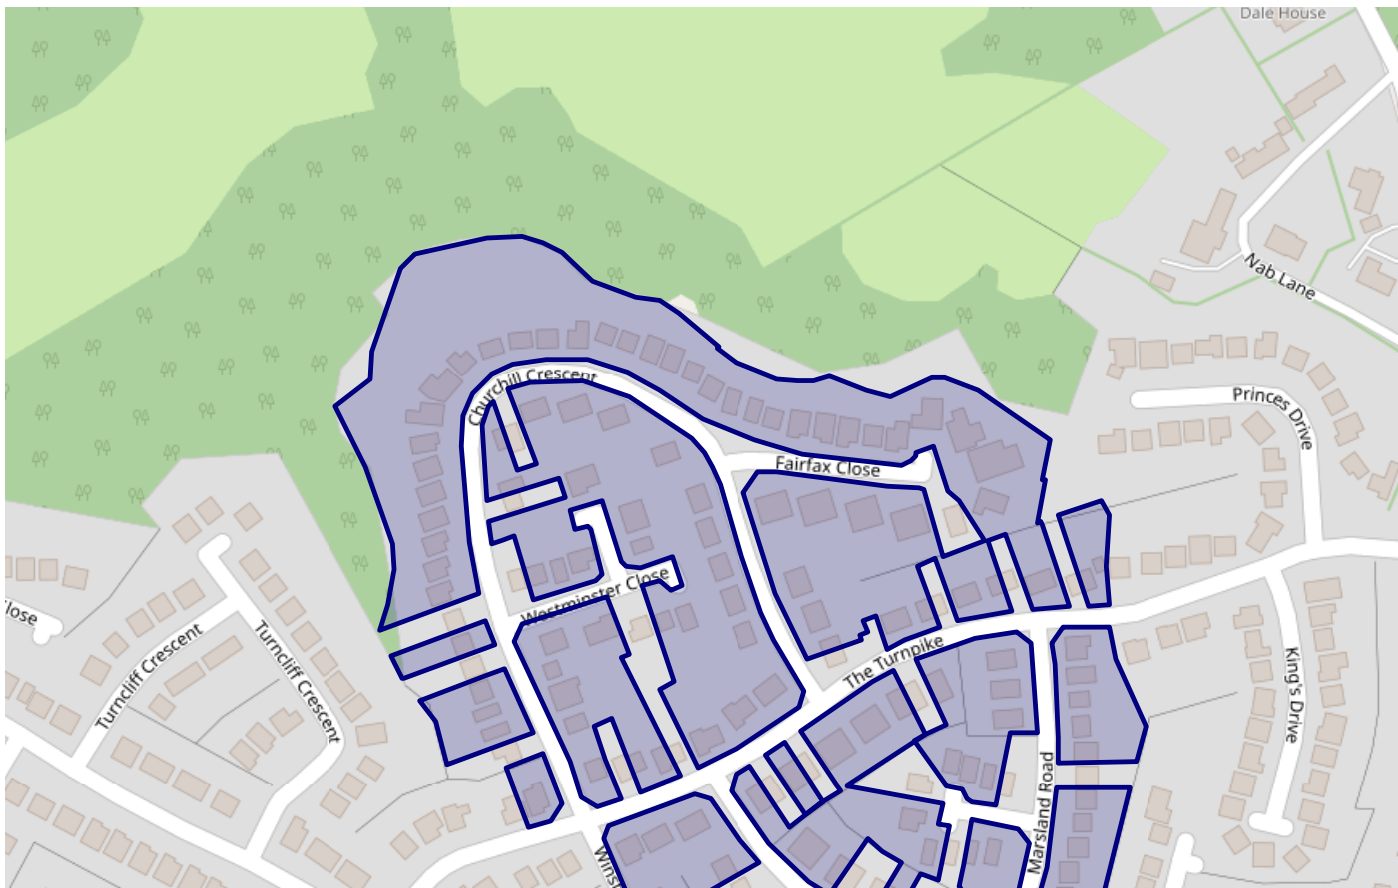 Dale House
Nab Lane
Churchill Crescent
Princes Drive
Fairfax Close
Westminster Close
lose
Turncliff Crescent
Turncliff Crescent
The Turnpike
King's Drive
Marsland Road
Wins